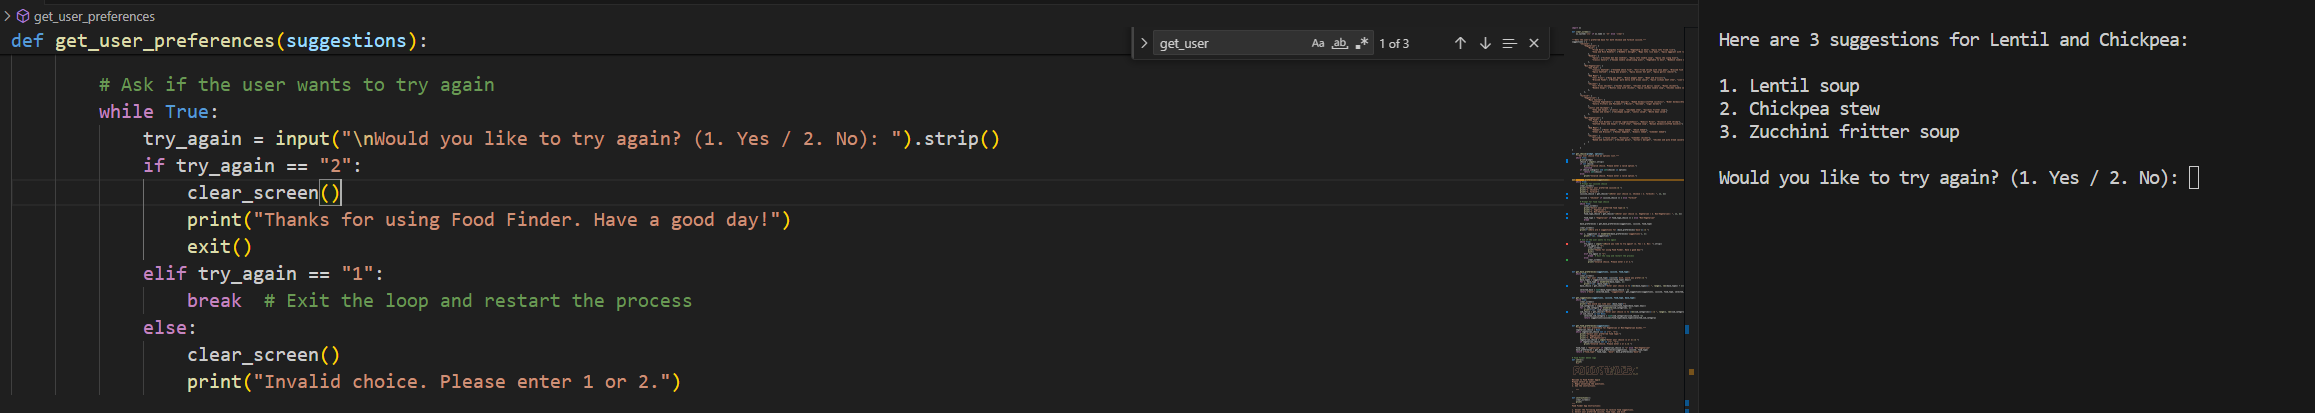 get_user_preferences
def get_user_preferences(suggestions):
get_user
Aa
ab
.*
1 of 3
# Ask if the user wants to try again
while True:
try_again = input("\nWould you like to try again? (1. Yes / 2. No): ").strip()
if try_again == "2":
clear_screen()
print("Thanks for using Food Finder. Have a good day!")
exit()
elif try_again == "1":
break  # Exit the loop and restart the process
else:
clear_screen()
print("Invalid choice. Please enter 1 or 2.")
Here are 3 suggestions for Lentil and Chickpea:
1. Lentil soup
2. Chickpea stew
3. Zucchini fritter soup
Would you like to try again? (1. Yes / 2. No):